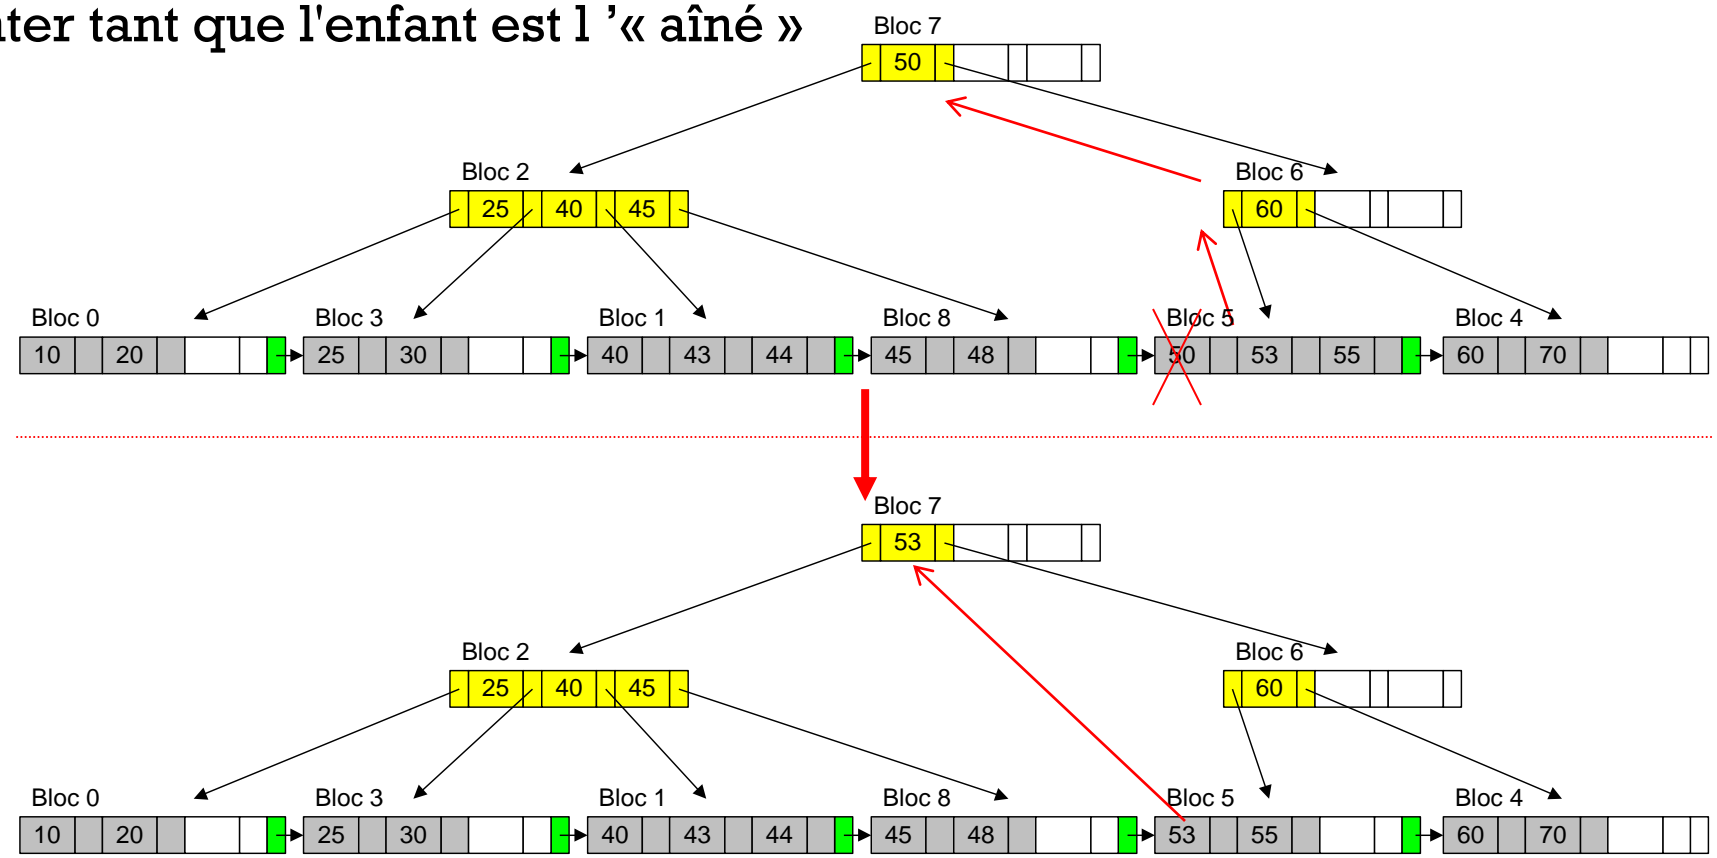 nter tant que l'enfant est l '« aîné »
Bloc 7
50
Bloc 2
Bloc 6
25 40 45
60
Bloc 0 Bloc 3 Bloc 1 Bloc 8 Bloc 5 Bloc 4
10 20 25 30 40 43 44 45 48 50 53 55 60 70
Bloc 7
53
Bloc 2
Bloc 6
25 40 45
60
Bloc 0 Bloc 3 Bloc 1 Bloc 8 Bloc 5 Bloc 4
10 20 25 30 40 43 44 45 48 53 55 60 70